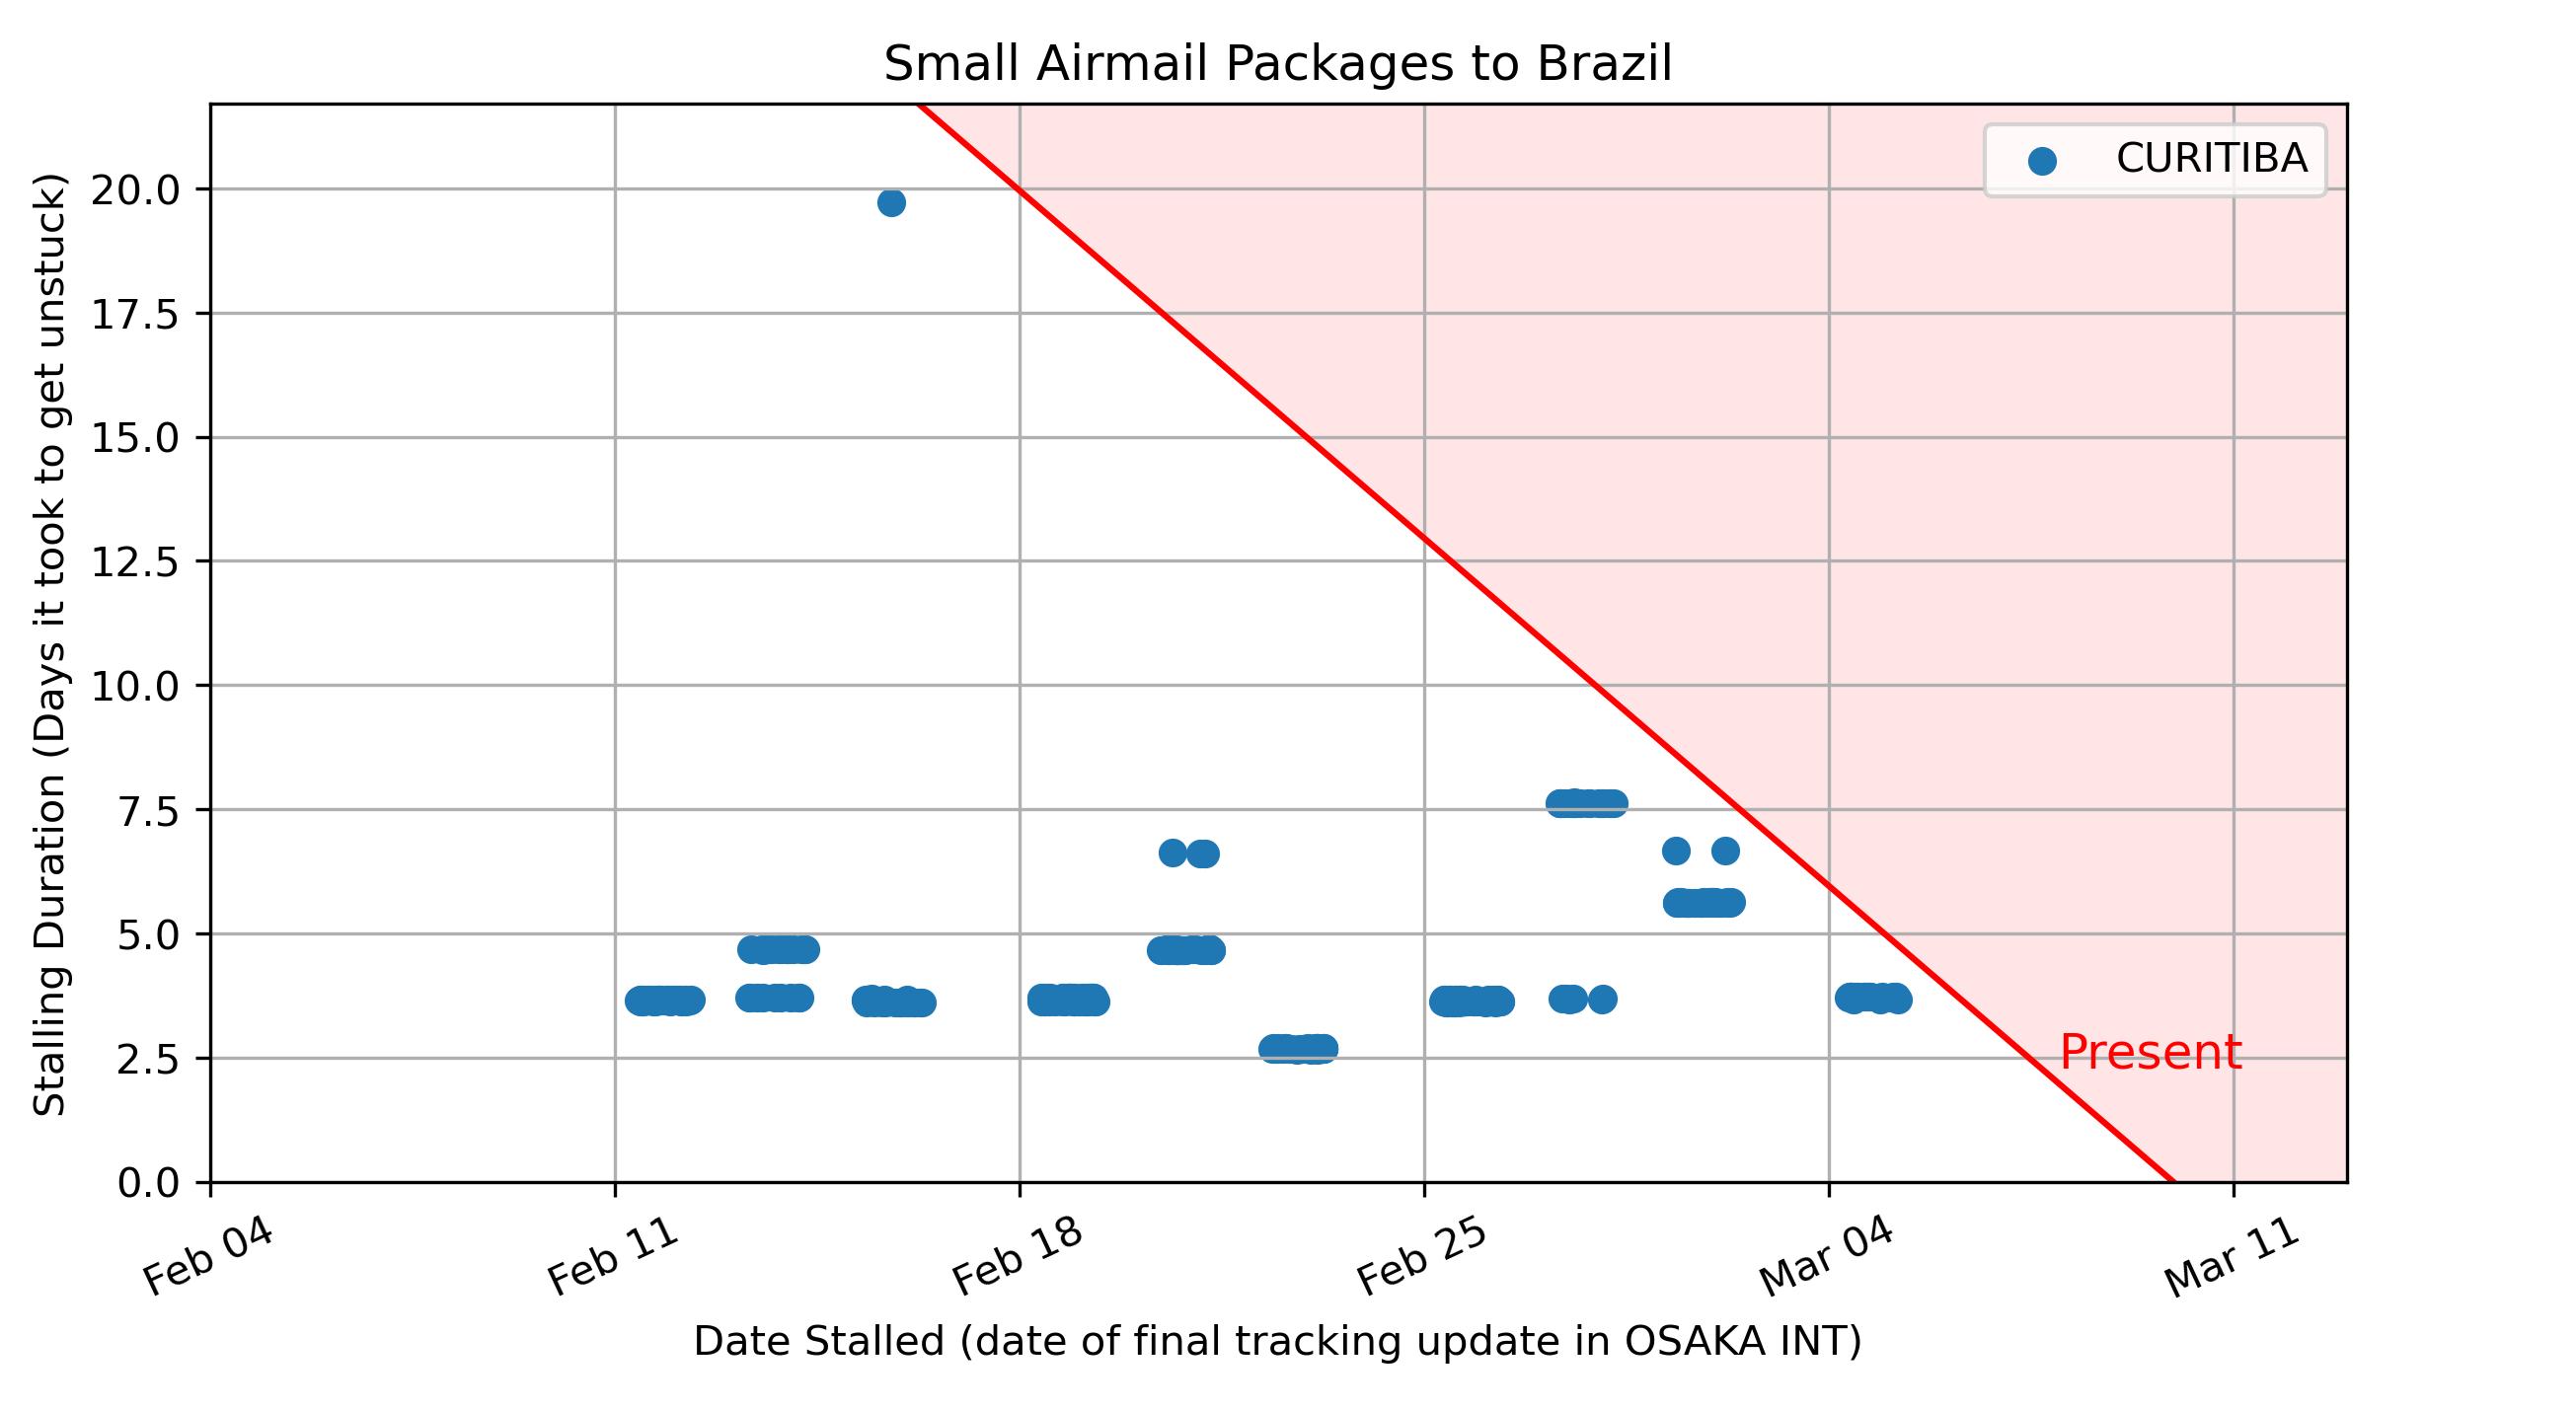 Small Airmail Packages to Brazil
CURITIBA
Stalling Duration (Days it took to get unstuck)
20.0
17.5
15.0
12.5
10.0
7.5
5.0
2.5
0.0
Present
Feb 04
Feb 11
Feb 18
Feb 25
Mar 04
Mar 11
Date Stalled (date of final tracking update in OSAKA INT)